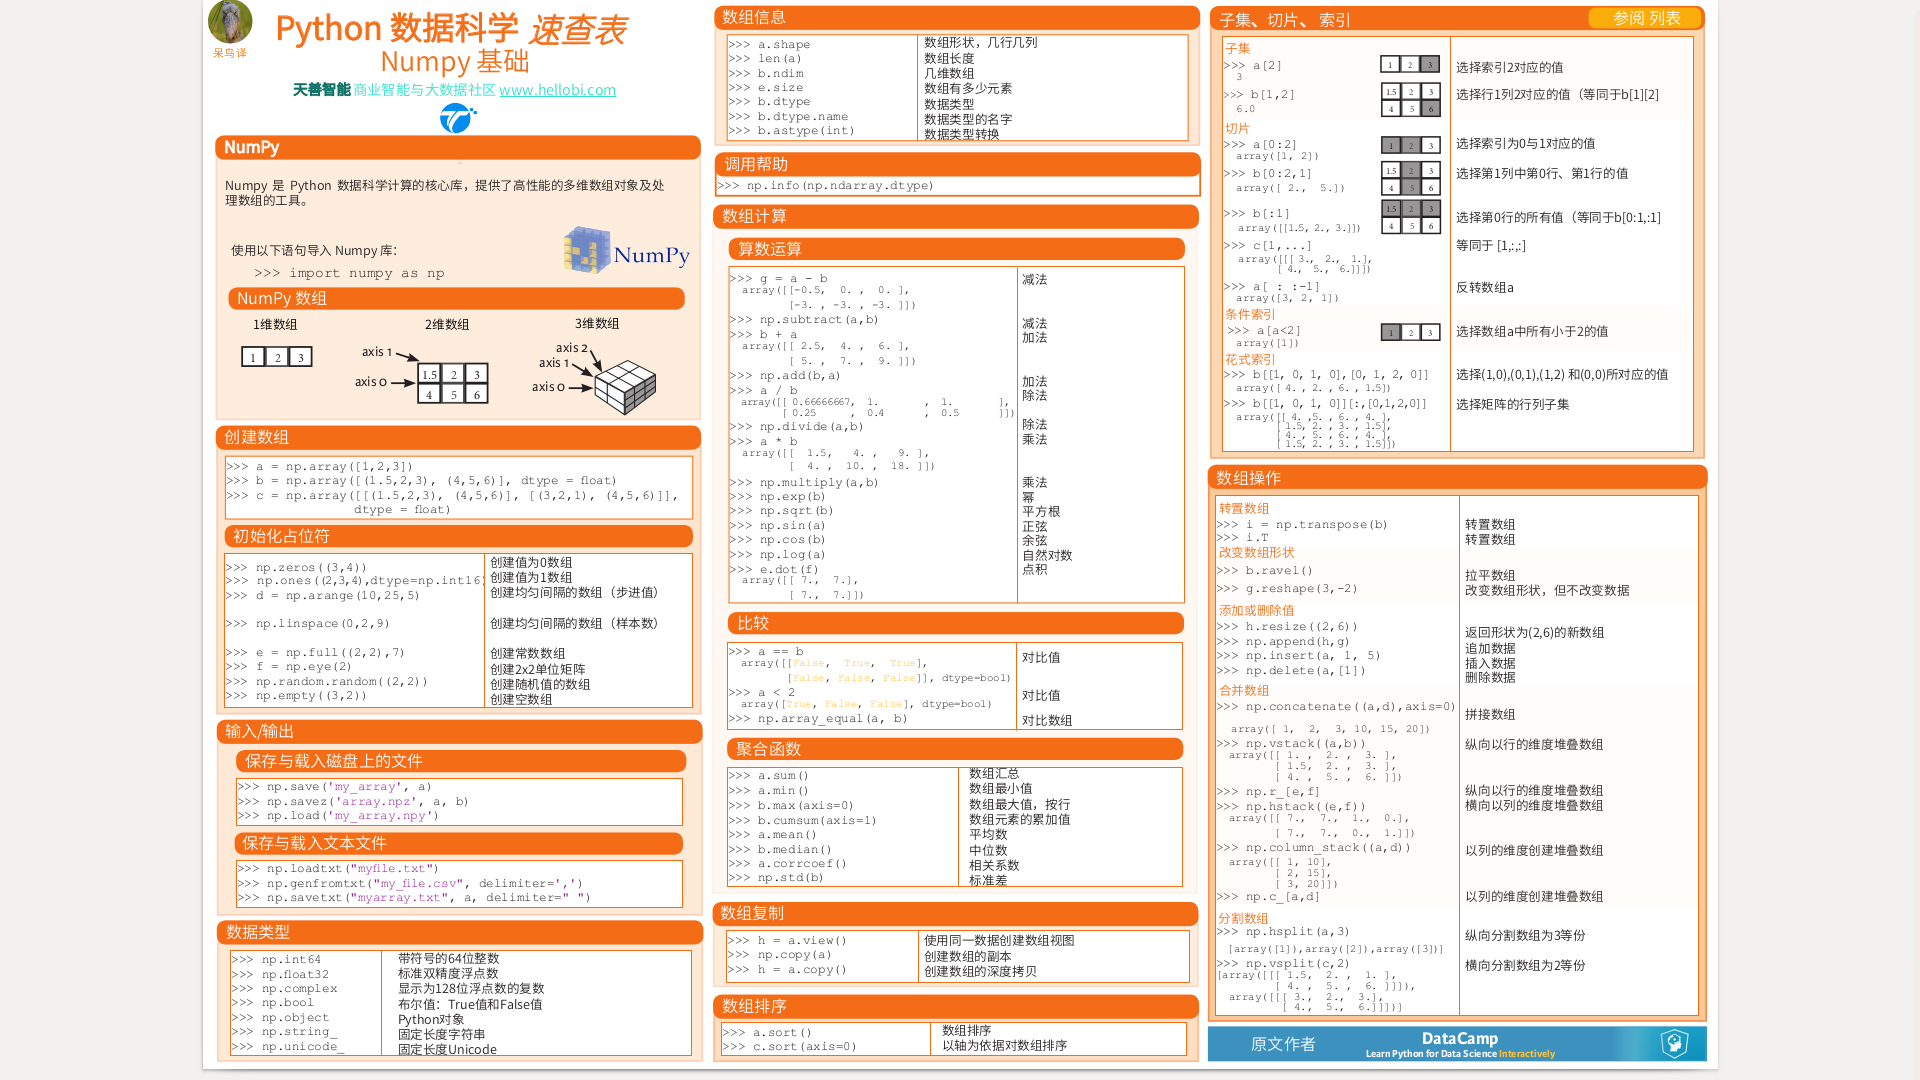 呆鸟译
Python 数据科学 速查表
Numpy 基础
天善智能 商业智能与大数据社区 www.hellobi.com
NumPy
Numpy 是 Python 数据科学计算的核心库，提供了高性能的多维数组对象及处
理数组的工具。
使用以下语句导入 Numpy 库：
>>> import numpy as np
NumPy
NumPy 数组
1维数组 2维数组 3维数组
1 2 3
axis 1
axis 0
1.5 2 3
4 5 6
axis 2
axis 1
axis 0
创建数组
>>> a = np.array([1,2,3])
>>> b = np.array([(1.5,2,3), (4,5,6)], dtype = float)
>>> c = np.array([[(1.5,2,3), (4,5,6)], [(3,2,1), (4,5,6)]],
dtype = float)
初始化占位符
>>> np.zeros((3,4)) 创建值为0数组
>>> np.ones((2,3,4),dtype=np.int16) 创建值为1数组
>>> d = np.arange(10,25,5) 创建均匀间隔的数组（步进值）
>>> np.linspace(0,2,9) 创建均匀间隔的数组（样本数）
>>> e = np.full((2,2),7) 创建常数数组
>>> f = np.eye(2) 创建2x2单位矩阵
>>> np.random.random((2,2)) 创建随机值的数组
>>> np.empty((3,2)) 创建空数组
输入/输出
保存与载入磁盘上的文件
>>> np.save('my_array', a)
>>> np.savez('array.npz', a, b)
>>> np.load('my_array.npy')
保存与载入文本文件
>>> np.loadtxt("myfile.txt")
>>> np.genfromtxt("my_file.csv", delimiter=',')
>>> np.savetxt("myarray.txt", a, delimiter=" ")
数据类型
>>> np.int64 带符号的64位整数
>>> np.float32 标准双精度浮点数
>>> np.complex 显示为128位浮点数的复数
>>> np.bool 布尔值：True值和False值
>>> np.object Python对象
>>> np.string_ 固定长度字符串
>>> np.unicode_ 固定长度Unicode
数组信息
>>> a.shape 数组形状，几行几列
>>> len(a) 数组长度
>>> b.ndim 几维数组
>>> e.size 数组有多少元素
>>> b.dtype 数据类型
>>> b.dtype.name 数据类型的名字
>>> b.astype(int) 数据类型转换
调用帮助
>>> np.info(np.ndarray.dtype)
数组计算
算数运算
>>> g = a - b 减法
array([[-0.5, 0. , 0. ],
[-3. , -3. , -3. ]])
>>> np.subtract(a,b) 减法
>>> b + a 加法
array([[ 2.5, 4. , 6. ],
[ 5. , 7. , 9. ]])
>>> np.add(b,a) 加法
>>> a / b 除法
array([[ 0.66666667, 1. , 1. ],
[ 0.25 , 0.4 , 0.5 ]])
>>> np.divide(a,b) 除法
>>> a * b 乘法
array([[ 1.5, 4. , 9. ],
[ 4. , 10. , 18. ]])
>>> np.multiply(a,b) 乘法
>>> np.exp(b) 幂
>>> np.sqrt(b) 平方根
>>> np.sin(a) 正弦
>>> np.cos(b) 余弦
>>> np.log(a) 自然对数
>>> e.dot(f) 点积
array([[ 7., 7.],
[ 7., 7.]])
比较
>>> a == b 对比值
array([[False, True, True],
[False, False, False]], dtype=bool)
>>> a < 2 对比值
array([True, False, False], dtype=bool)
>>> np.array_equal(a, b) 对比数组
聚合函数
>>> a.sum() 数组汇总
>>> a.min() 数组最小值
>>> b.max(axis=0) 数组最大值，按行
>>> b.cumsum(axis=1) 数组元素的累加值
>>> a.mean() 平均数
>>> b.median() 中位数
>>> a.corrcoef() 相关系数
>>> np.std(b) 标准差
数组复制
>>> h = a.view() 使用同一数据创建数组视图
>>> np.copy(a) 创建数组的副本
>>> h = a.copy() 创建数组的深度拷贝
数组排序
>>> a.sort() 数组排序
>>> c.sort(axis=0) 以轴为依据对数组排序
子集、切片、索引 参阅 列表
子集
>>> a[2] 1 2 3 选择索引2对应的值
3
>>> b[1,2] 1.5 2 3 选择行1列2对应的值（等同于b[1][2]
6.0 4 5 6
切片
>>> a[0:2] 1 2 3 选择索引为0与1对应的值
array([1, 2])
>>> b[0:2,1] 1.5 2 3 选择第1列中第0行、第1行的值
array([ 2., 5.]) 4 5 6
>>> b[:1] 1.5 2 3 选择第0行的所有值（等同于b[0:1,:1]
array([[1.5, 2., 3.]]) 4 5 6
>>> c[1,...] 等同于 [1,:,:]
array([[[ 3., 2., 1.],
[ 4., 5., 6.]]])
>>> a[ : :-1] 反转数组a
array([3, 2, 1])
条件索引
>>> a[a<2] 1 2 3 选择数组a中所有小于2的值
array([1])
花式索引
>>> b[[1, 0, 1, 0],[0, 1, 2, 0]] 选择(1,0),(0,1),(1,2) 和(0,0)所对应的值
array([ 4. , 2. , 6. , 1.5])
>>> b[[1, 0, 1, 0]][:,[0,1,2,0]] 选择矩阵的行列子集
array([[ 4. ,5. , 6. , 4. ],
[ 1.5, 2. , 3. , 1.5],
[ 4. , 5. , 6. , 4. ],
[ 1.5, 2. , 3. , 1.5]])
数组操作
转置数组
>>> i = np.transpose(b) 转置数组
>>> i.T 转置数组
改变数组形状
>>> b.ravel() 拉平数组
>>> g.reshape(3,-2) 改变数组形状，但不改变数据
添加或删除值
>>> h.resize((2,6)) 返回形状为(2,6)的新数组
>>> np.append(h,g) 追加数据
>>> np.insert(a, 1, 5) 插入数据
>>> np.delete(a,[1]) 删除数据
合并数组
>>> np.concatenate((a,d),axis=0) 拼接数组
array([ 1, 2, 3, 10, 15, 20])
>>> np.vstack((a,b)) 纵向以行的维度堆叠数组
array([[ 1. , 2. , 3. ],
[ 1.5, 2. , 3. ],
[ 4. , 5. , 6. ]])
>>> np.r_[e,f] 纵向以行的维度堆叠数组
>>> np.hstack((e,f)) 横向以列的维度堆叠数组
array([[ 7., 7., 1., 0.],
[ 7., 7., 0., 1.]])
>>> np.column_stack((a,d)) 以列的维度创建堆叠数组
array([[ 1, 10],
[ 2, 15],
[ 3, 20]])
>>> np.c_[a,d] 以列的维度创建堆叠数组
分割数组
>>> np.hsplit(a,3) 纵向分割数组为3等份
[array([1]),array([2]),array([3])]
>>> np.vsplit(c,2) 横向分割数组为2等份
[array([[[ 1.5, 2. , 1. ],
[ 4. , 5. , 6. ]]]),
array([[[ 3., 2., 3.],
[ 4., 5., 6.]]])]
原文作者
DataCamp
Learn Python for Data Science Interactively